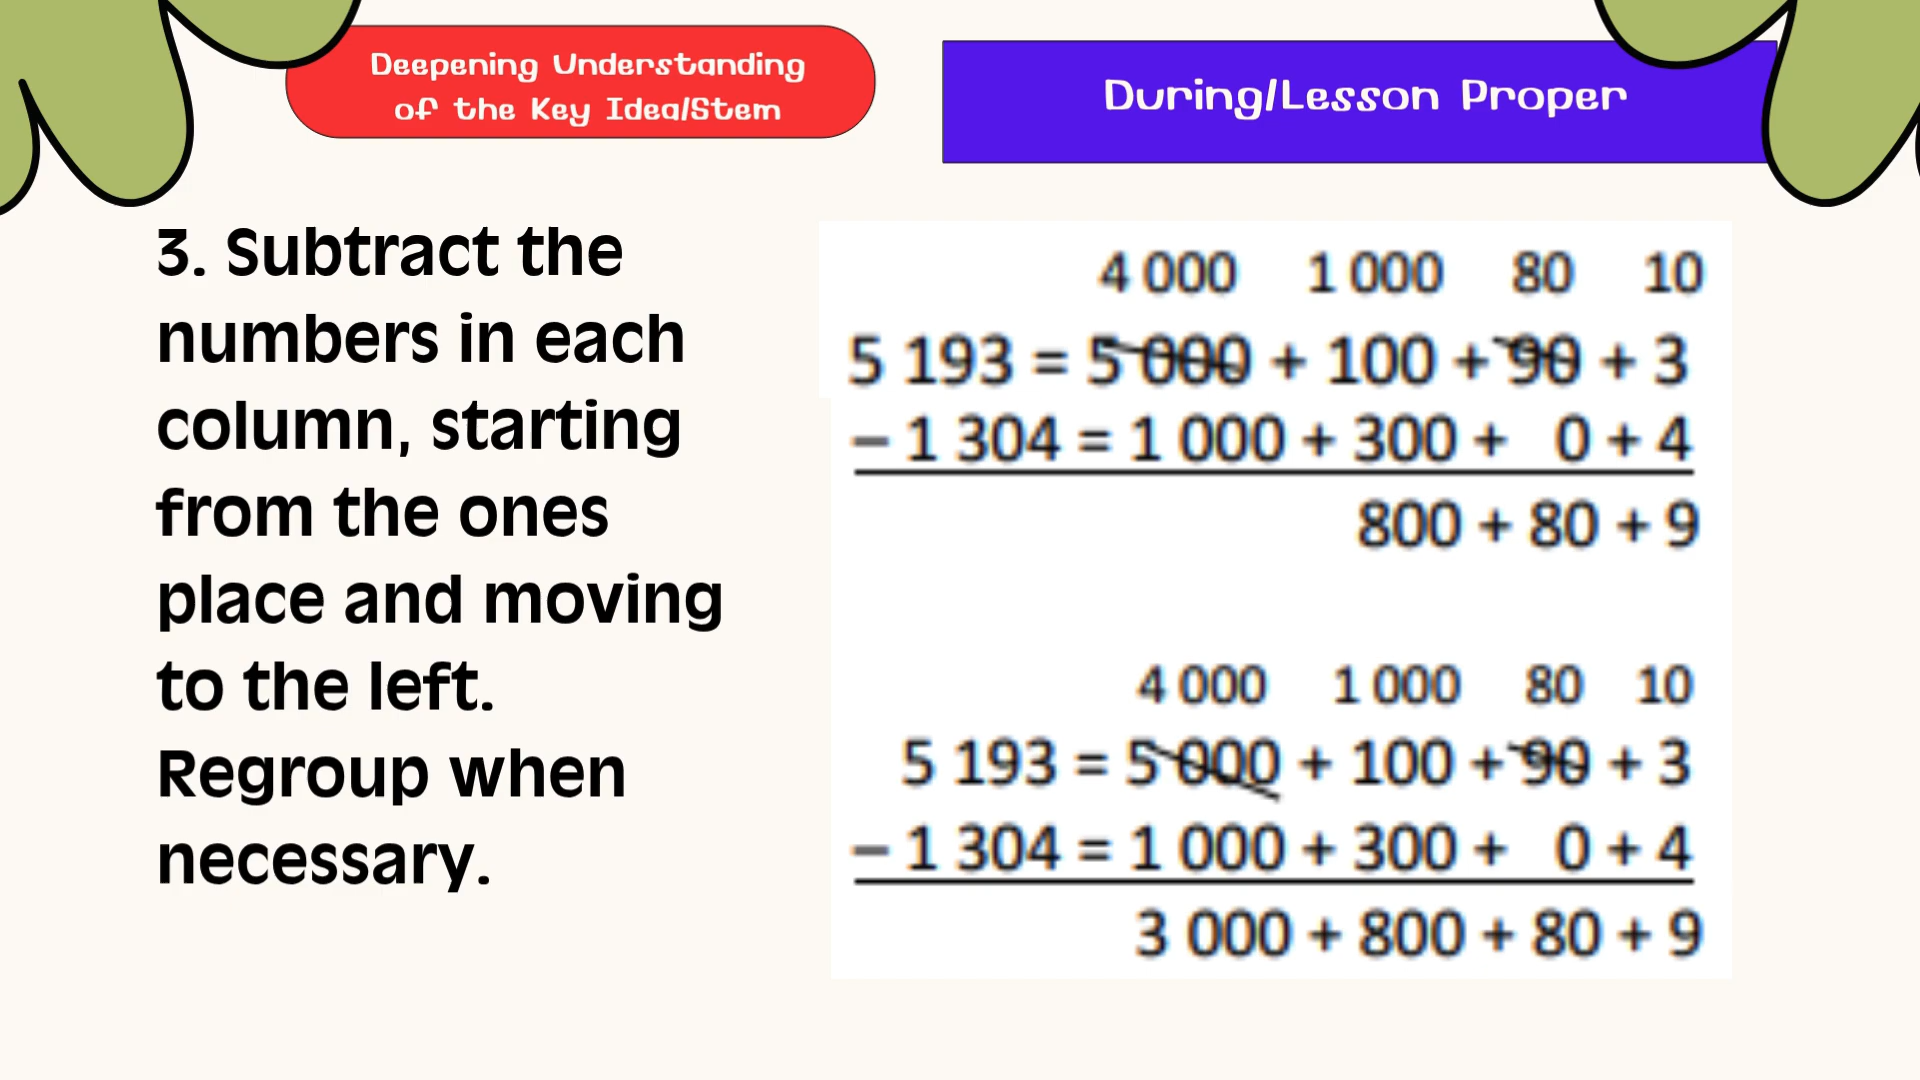 Deepening Understanding
of the Key Idea/Stem
During/Lesson Proper
3. Subtract the
numbers in each
column, starting
from the ones
place and moving
to the left.
Regroup when
necessary.
4 000 1 000 80 10
5 193 = 5 000 + 100 + 90 + 3
– 1 304 = 1 000 + 300 + 0 + 4
800 + 80 + 9
4 000 1 000 80 10
5 193 = 5 000 + 100 + 90 + 3
– 1 304 = 1 000 + 300 + 0 + 4
3 000 + 800 + 80 + 9